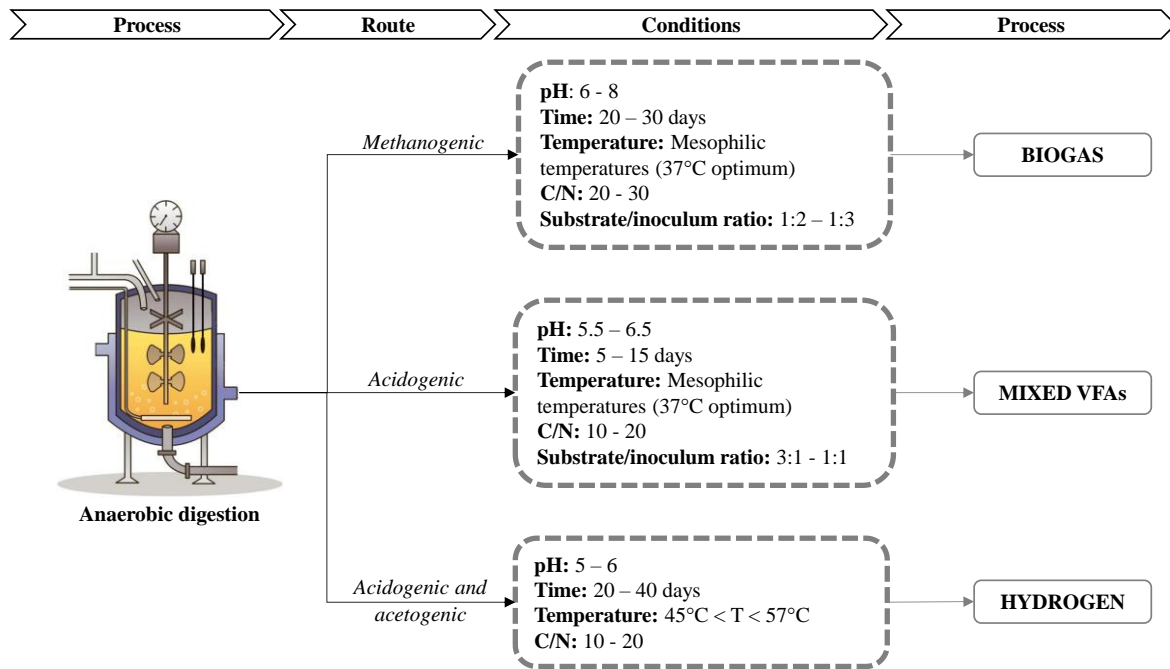 Process
Route
Conditions
Process
Methanogenic
pH: 6 - 8
Time: 20 – 30 days
Temperature: Mesophilic
temperatures (37°C optimum)
C/N: 20 - 30
Substrate/inoculum ratio: 1:2 – 1:3
BIOGAS
Anaerobic digestion
Acidogenic
pH: 5.5 – 6.5
Time: 5 – 15 days
Temperature: Mesophilic
temperatures (37°C optimum)
C/N: 10 - 20
Substrate/inoculum ratio: 3:1 - 1:1
MIXED VFAs
Acidogenic and
acetogenic
pH: 5 – 6
Time: 20 – 40 days
Temperature: 45°C < T < 57°C
C/N: 10 - 20
HYDROGEN